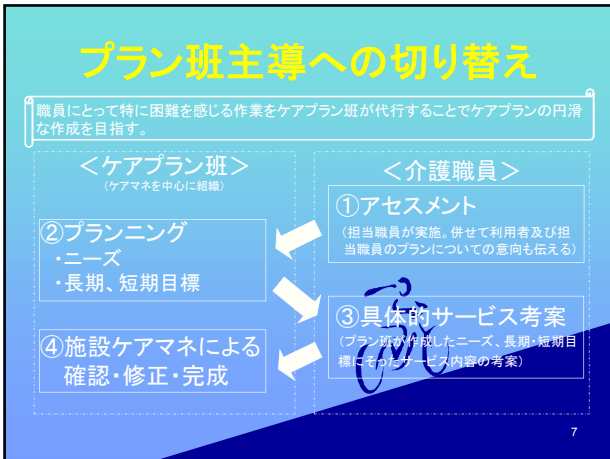 プラン班主導への切り替え
職員にとって特に困難を感じる作業をケアプラン班が代行することでケアプランの円滑
な作成を目指す。
＜ケアプラン班＞
(ケアマネを中心に組織)
＜介護職員＞
①アセスメント
(担当職員が実施。併せて利用者及び担
当職員のプランについての意向も伝える)
②プランニング
・ニーズ
・長期、短期目標
③具体的サービス考案
(プラン班が作成したニーズ、長期・短期目
標にそったサービス内容の考案)
④施設ケアマネによる
確認・修正・完成
7